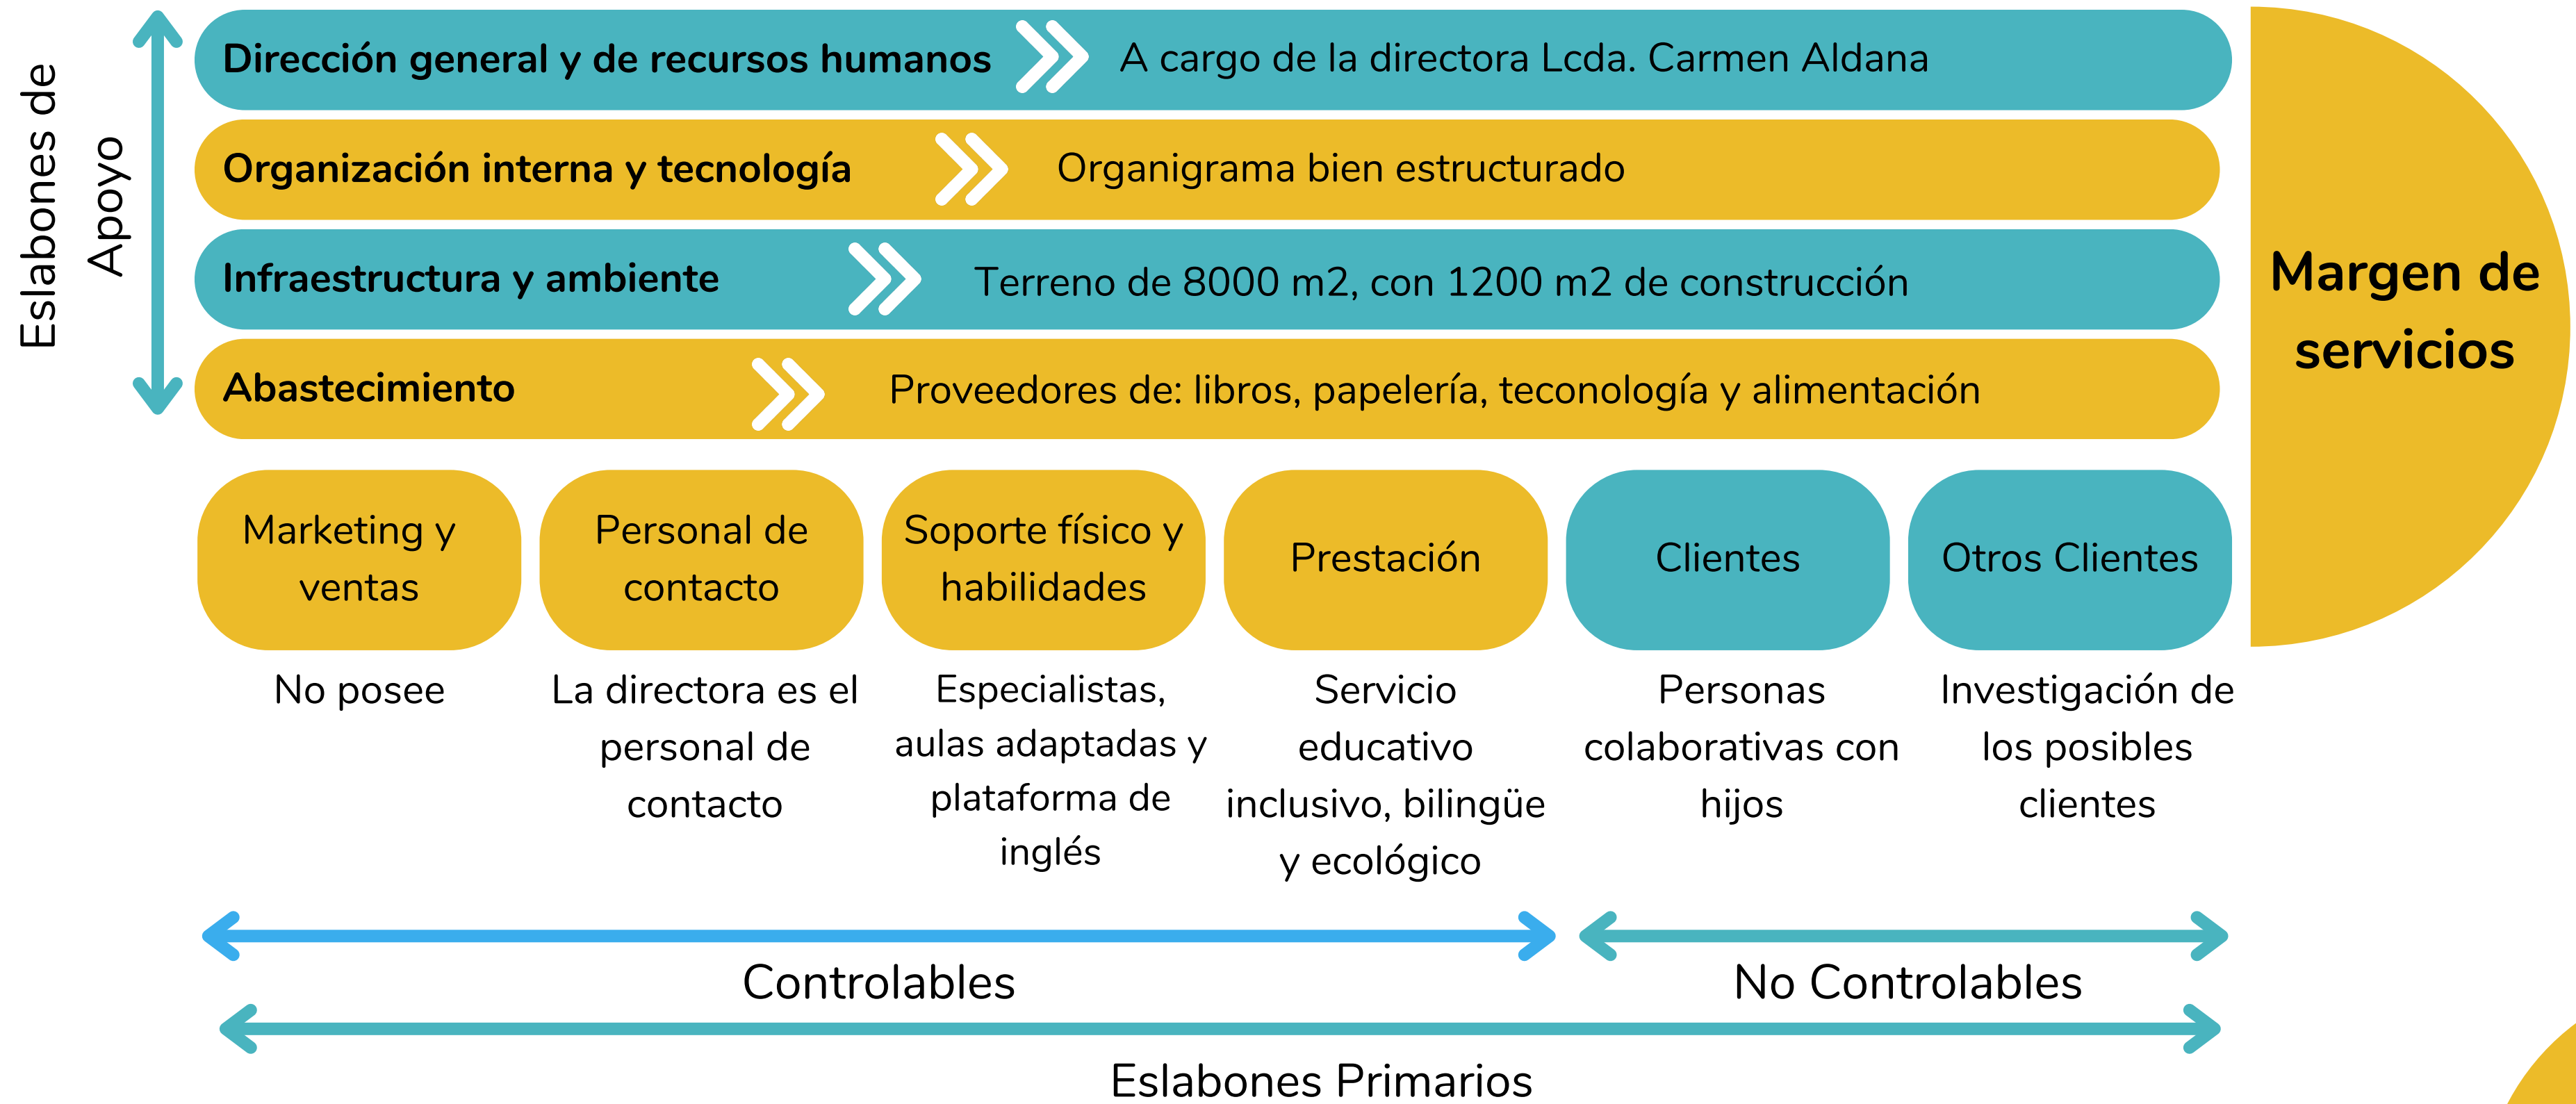 Eslabones de
Apoyo
Dirección general y de recursos humanos
A cargo de la directora Lcda. Carmen Aldana
Organización interna y tecnología
Organigrama bien estructurado
Infraestructura y ambiente
Terreno de 8000 m2, con 1200 m2 de construcción
Abastecimiento
Proveedores de: libros, papelería, teconología y alimentación
Margen de
servicios
Marketing y
ventas
No posee
Personal de
contacto
La directora es el
personal de
contacto
Soporte físico y
habilidades
Especialistas,
aulas adaptadas y
plataforma de
inglés
Prestación
Servicio
educativo
inclusivo, bilingüe
y ecológico
Clientes
Personas
colaborativas con
hijos
Otros Clientes
Investigación de
los posibles
clientes
Controlables
No Controlables
Eslabones Primarios